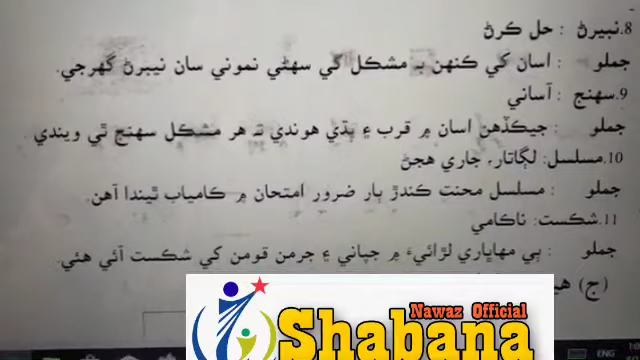 8.نبيرڻ : حل ڪرڻ
جملو : اسان کي ڪنهن به مشڪل کي سهڻي نموني سان نبيرڻ گهرجي.
9.سهنج : آساني
جملو : جيڪڏهن اسان ۾ قرب ۽ ٻڌي هوندي ته هر مشڪل سهنج ٿي ويندي
10.مسلسل: لڳاتار، جاري هجڻ
جملو : مسلسل محنت ڪندڙ ٻار ضرور امتحان ۾ ڪامياب ٿيندا آهن.
11.شڪست: ناڪامي
جملو : ٻي مهاڀاري لڙائيءَ ۾ جپاني ۽ جرمن قومن کي شڪست آئي هئي.
(ج)
Nawaz Official
Shabana
ENG